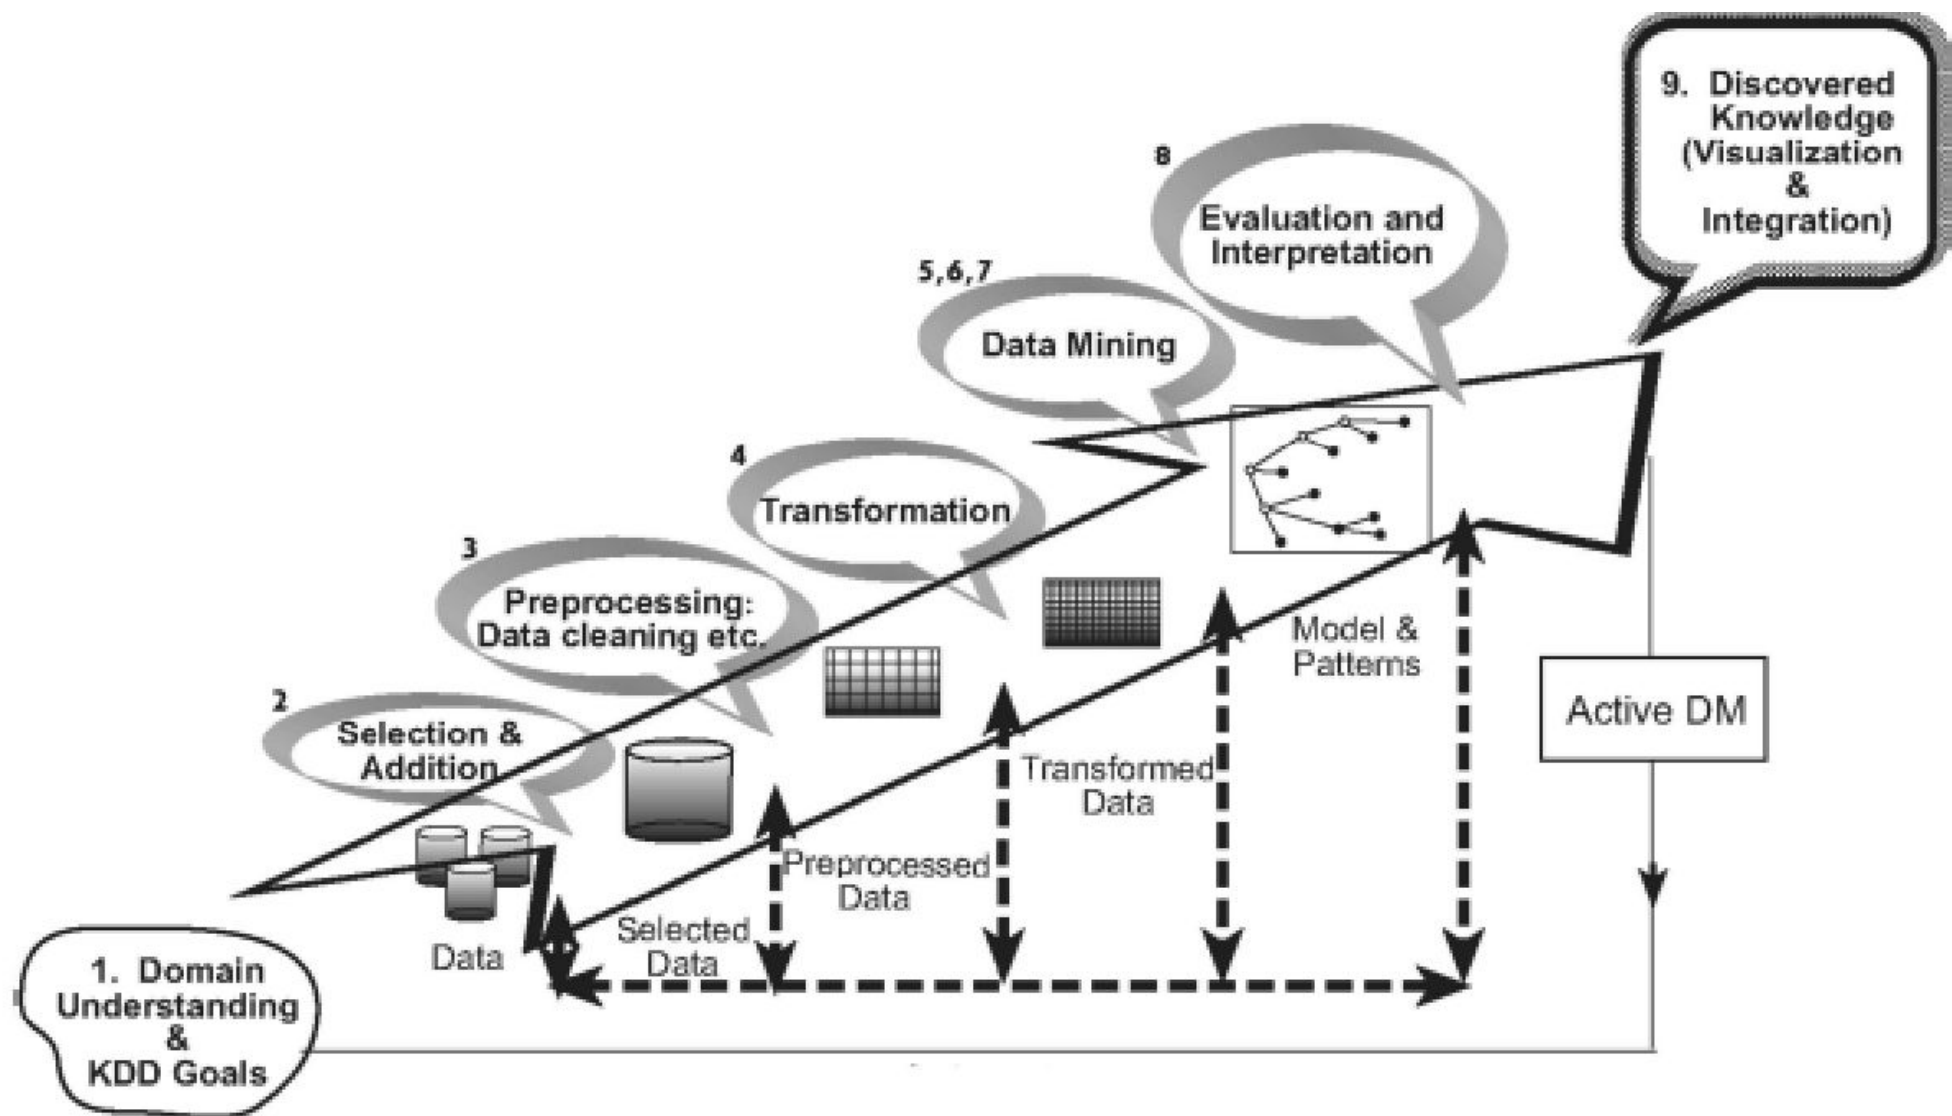 9. Discovered
Knowledge
(Visualization
&
Integration)
8
Evaluation and
Interpretation
5,6,7
Data Mining
4
Transformation
3
Preprocessing:
Data cleaning etc.
2
Selection &
Addition
Model &
Patterns
Active DM
Transformed
Data
Preprocessed
Data
Selected
Data
Data
1. Domain
Understanding
&
KDD Goals